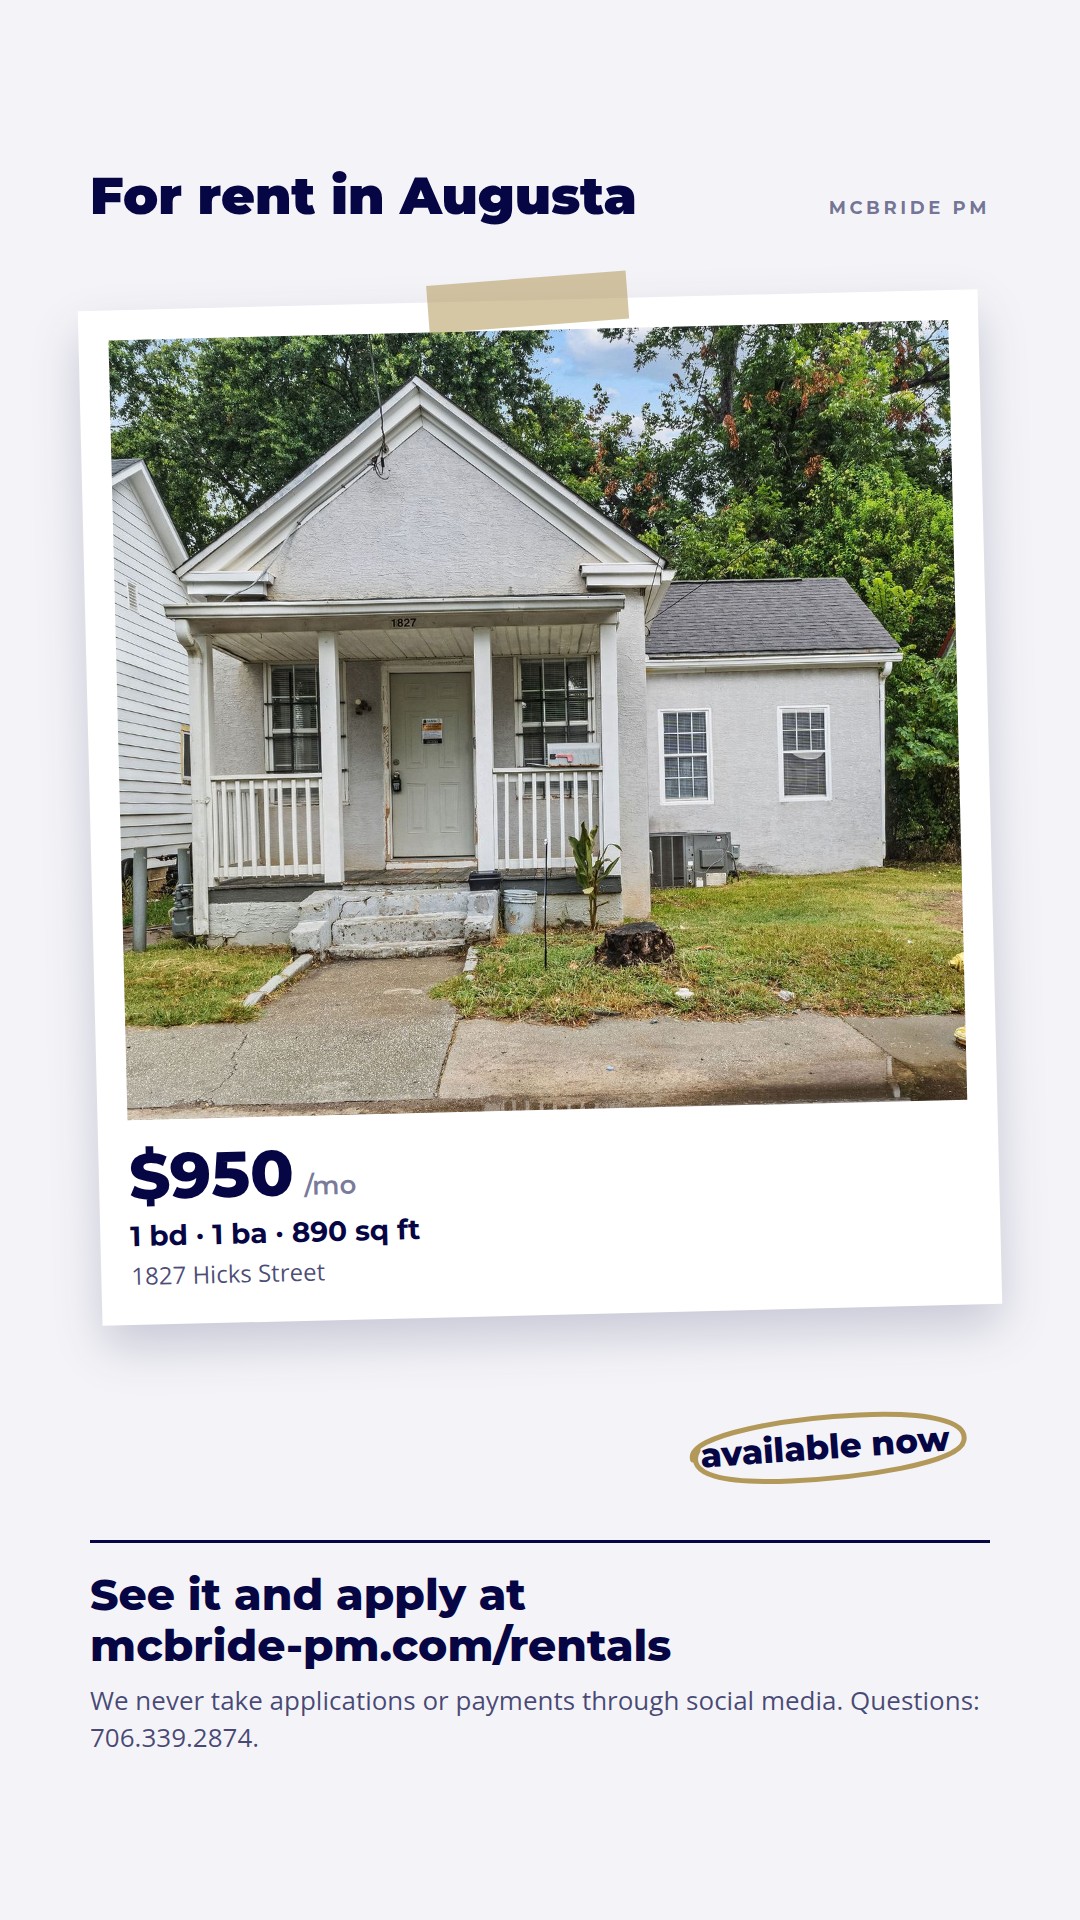 For rent in Augusta
MCBRIDE PM
1827
$950 /mo
1 bd · 1 ba · 890 sq ft
1827 Hicks Street
available now
See it and apply at
mcbride-pm.com/rentals
We never take applications or payments through social media. Questions:
706.339.2874.